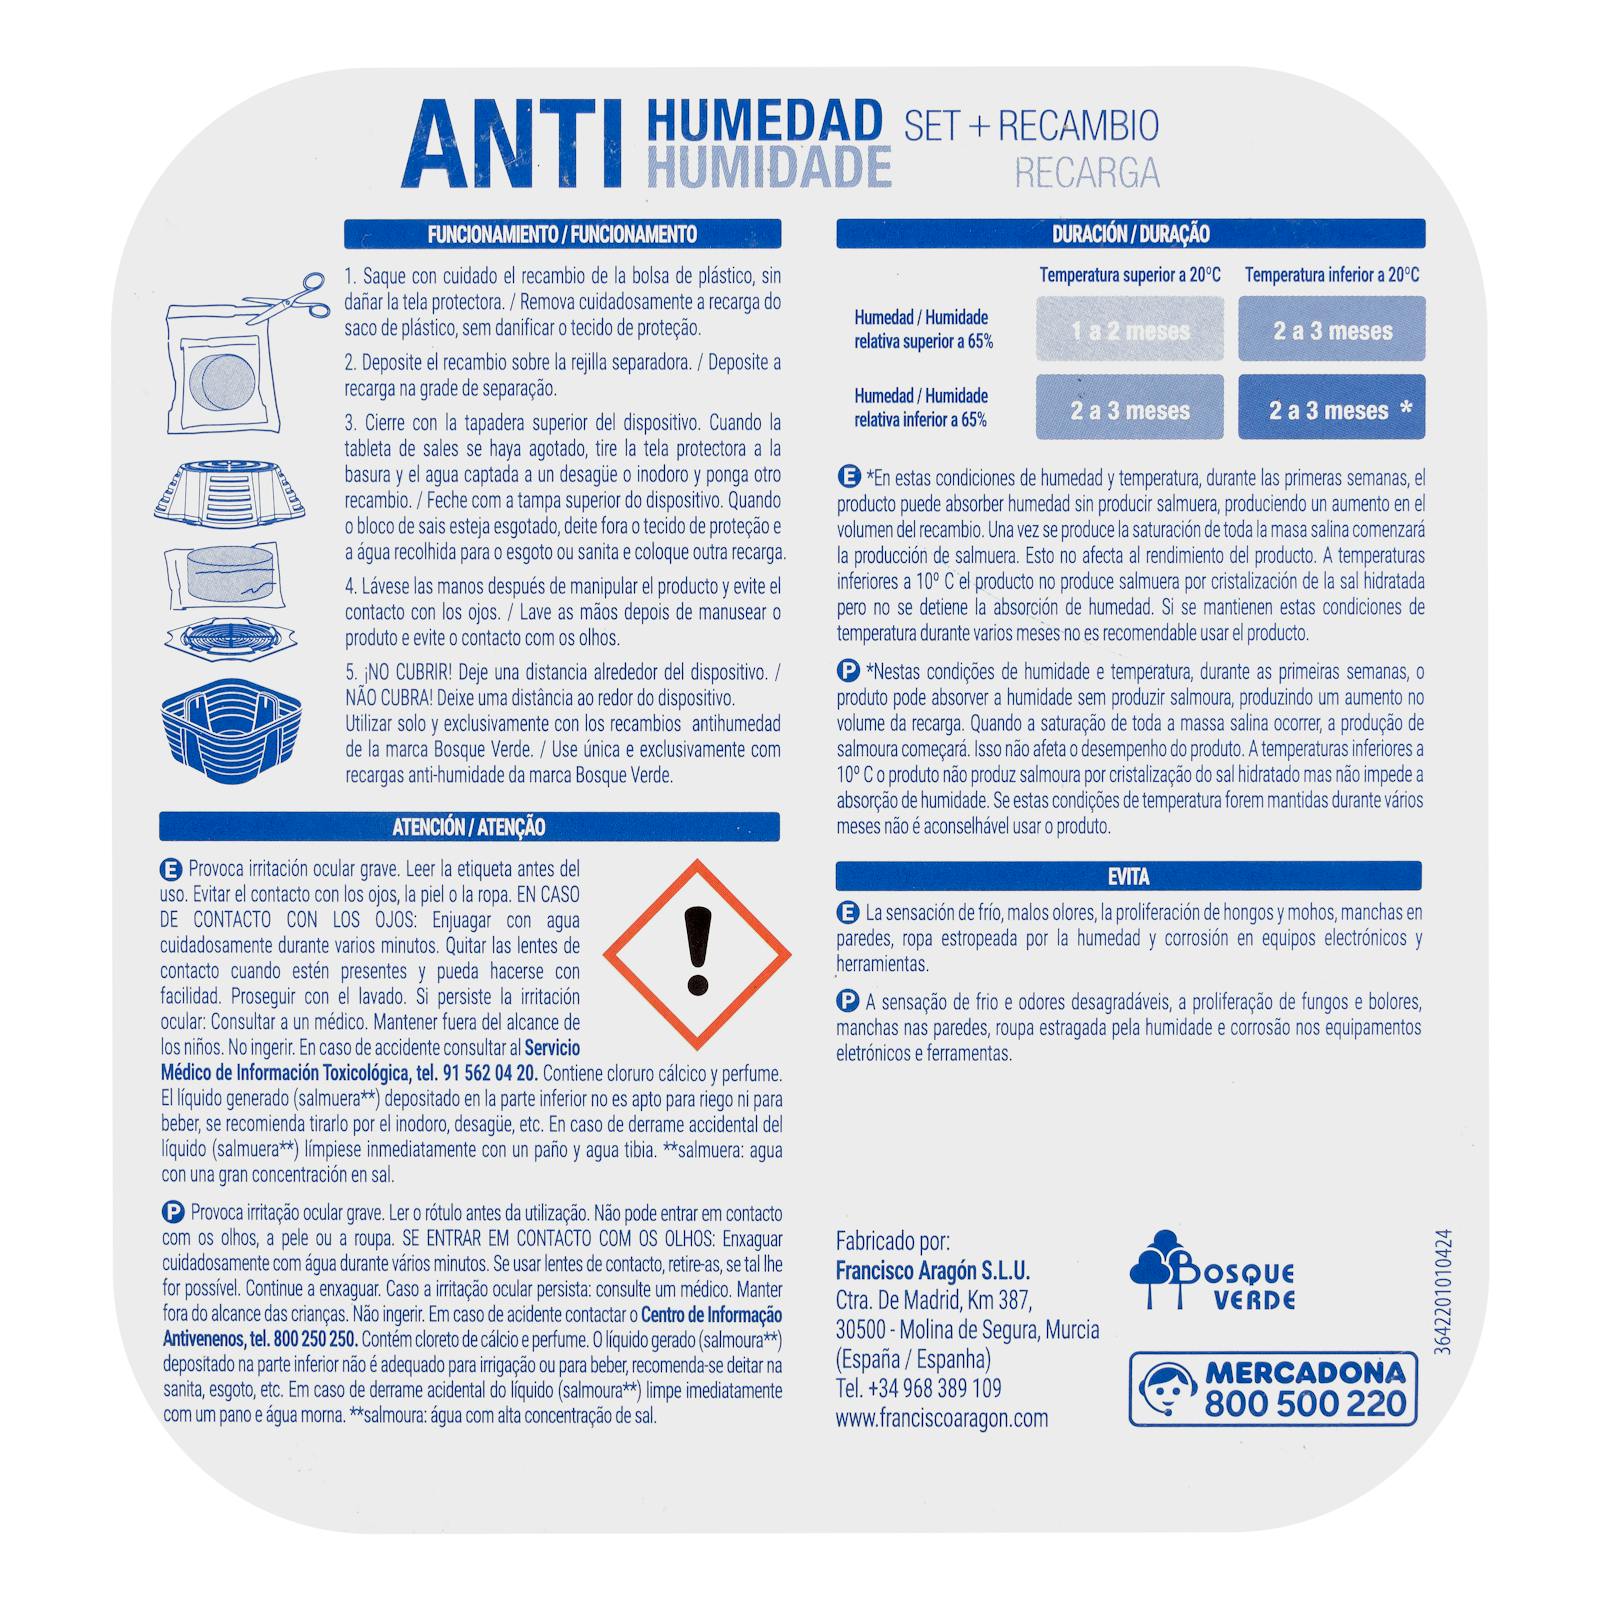 ANTI HUMEDAD SET + RECAMBIO
HUMIDADE RECARGA
FUNCIONAMIENTO / FUNCIONAMENTO
1. Saque con cuidado el recambio de la bolsa de plástico, sin
dañar la tela protectora. / Remova cuidadosamente a recarga do
saco de plástico, sem danificar o tecido de proteção.
2. Deposite el recambio sobre la rejilla separadora. / Deposite a
recarga na grade de separação.
3. Cierre con la tapadera superior del dispositivo. Cuando la
tableta de sales se haya agotado, tire la tela protectora a la
basura y el agua captada a un desagüe o inodoro y ponga otro
recambio. / Feche com a tampa superior do dispositivo. Quando
o bloco de sais esteja esgotado, deite fora o tecido de proteção e
a água recolhida para o esgoto ou sanita e coloque outra recarga.
4. Lávese las manos después de manipular el producto y evite el
contacto con los ojos. / Lave as mãos depois de manusear o
produto e evite o contacto com os olhos.
5. ¡NO CUBRIR! Deje una distancia alrededor del dispositivo. /
NÃO CUBRA! Deixe uma distância ao redor do dispositivo.
Utilizar solo y exclusivamente con los recambios antihumedad
de la marca Bosque Verde. / Use única e exclusivamente com
recargas anti-humidade da marca Bosque Verde.
ATENCIÓN / ATENÇÃO
E Provoca irritación ocular grave. Leer la etiqueta antes del
uso. Evitar el contacto con los ojos, la piel o la ropa. EN CASO
DE CONTACTO CON LOS OJOS: Enjuagar con agua
cuidadosamente durante varios minutos. Quitar las lentes de
contacto cuando estén presentes y pueda hacerse con
facilidad. Proseguir con el lavado. Si persiste la irritación
ocular: Consultar a un médico. Mantener fuera del alcance de
los niños. No ingerir. En caso de accidente consultar al Servicio
Médico de Información Toxicológica, tel. 91 562 04 20. Contiene cloruro cálcico y perfume.
El líquido generado (salmuera**) depositado en la parte inferior no es apto para riego ni para
beber, se recomienda tirarlo por el inodoro, desagüe, etc. En caso de derrame accidental del
líquido (salmuera**) límpiese inmediatamente con un paño y agua tibia. **salmuera: agua
con una gran concentración en sal.
P Provoca irritação ocular grave. Ler o rótulo antes da utilização. Não pode entrar em contacto
com os olhos, a pele ou a roupa. SE ENTRAR EM CONTACTO COM OS OLHOS: Enxaguar
cuidadosamente com água durante vários minutos. Se usar lentes de contacto, retire-as, se tal lhe
for possível. Continue a enxaguar. Caso a irritação ocular persista: consulte um médico. Manter
fora do alcance das crianças. Não ingerir. Em caso de acidente contactar o Centro de Informação
Antivenenos, tel. 800 250 250. Contém cloreto de cálcio e perfume. O líquido gerado (salmoura**)
depositado na parte inferior não é adequado para irrigação ou para beber, recomenda-se deitar na
sanita, esgoto, etc. Em caso de derrame acidental do líquido (salmoura**) limpe imediatamente
com um pano e água morna. **salmoura: água com alta concentração de sal.
DURACIÓN / DURAÇÃO
Temperatura superior a 20ºC Temperatura inferior a 20ºC
Humedad / Humidade
relativa superior a 65%
1 a 2 meses 2 a 3 meses
Humedad / Humidade
relativa inferior a 65%
2 a 3 meses 2 a 3 meses *
E *En estas condiciones de humedad y temperatura, durante las primeras semanas, el
producto puede absorber humedad sin producir salmuera, produciendo un aumento en el
volumen del recambio. Una vez se produce la saturación de toda la masa salina comenzará
la producción de salmuera. Esto no afecta al rendimiento del producto. A temperaturas
inferiores a 10º C el producto no produce salmuera por cristalización de la sal hidratada
pero no se detiene la absorción de humedad. Si se mantienen estas condiciones de
temperatura durante varios meses no es recomendable usar el producto.
P *Nestas condições de humidade e temperatura, durante as primeiras semanas, o
produto pode absorver a humidade sem produzir salmoura, produzindo um aumento no
volume da recarga. Quando a saturação de toda a massa salina ocorrer, a produção de
salmoura começará. Isso não afeta o desempenho do produto. A temperaturas inferiores a
10º C o produto não produz salmoura por cristalização do sal hidratado mas não impede a
absorção de humidade. Se estas condições de temperatura forem mantidas durante vários
meses não é aconselhável usar o produto.
EVITA
E La sensación de frío, malos olores, la proliferación de hongos y mohos, manchas en
paredes, ropa estropeada por la humedad y corrosión en equipos electrónicos y
herramientas.
P A sensação de frio e odores desagradáveis, a proliferação de fungos e bolores,
manchas nas paredes, roupa estragada pela humidade e corrosão nos equipamentos
eletrónicos e ferramentas.
Fabricado por:
Francisco Aragón S.L.U.
Ctra. De Madrid, Km 387,
30500 - Molina de Segura, Murcia
(España / Espanha)
Tel. +34 968 389 109
www.franciscoaragon.com
BOSQUE
VERDE
MERCADONA
800 500 220
364220101０424